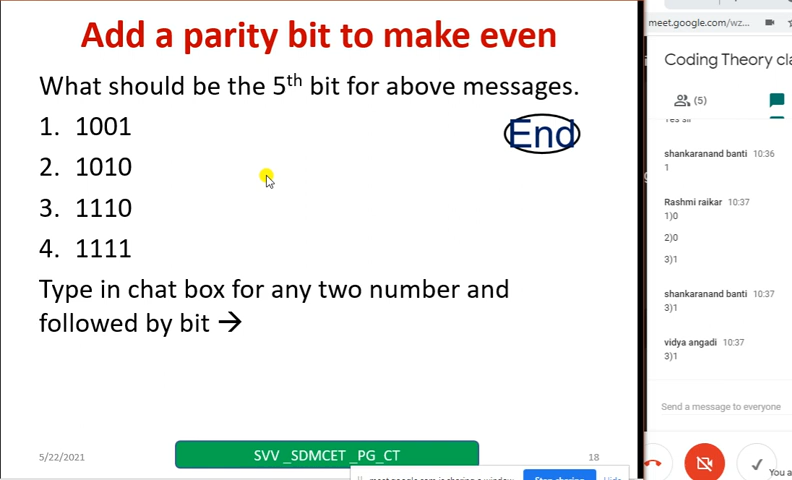 Add a parity bit to make even
What should be the 5th bit for above messages.
1. 1001
2. 1010
3. 1110
4. 1111
Type in chat box for any two number and
followed by bit →
End
5/22/2021
SVV _SDMCET _PG_CT
18
meet.google.com/wz...
Coding Theory cla
(5)
shankaranand banti 10:36
1
Rashmi raikar 10:37
1)0
2)0
3)1
shankaranand banti 10:37
3)1
vidya angadi 10:37
3)1
Send a message to everyone
You a
meet.google.com is sharing a window
Stop sharing
Hide